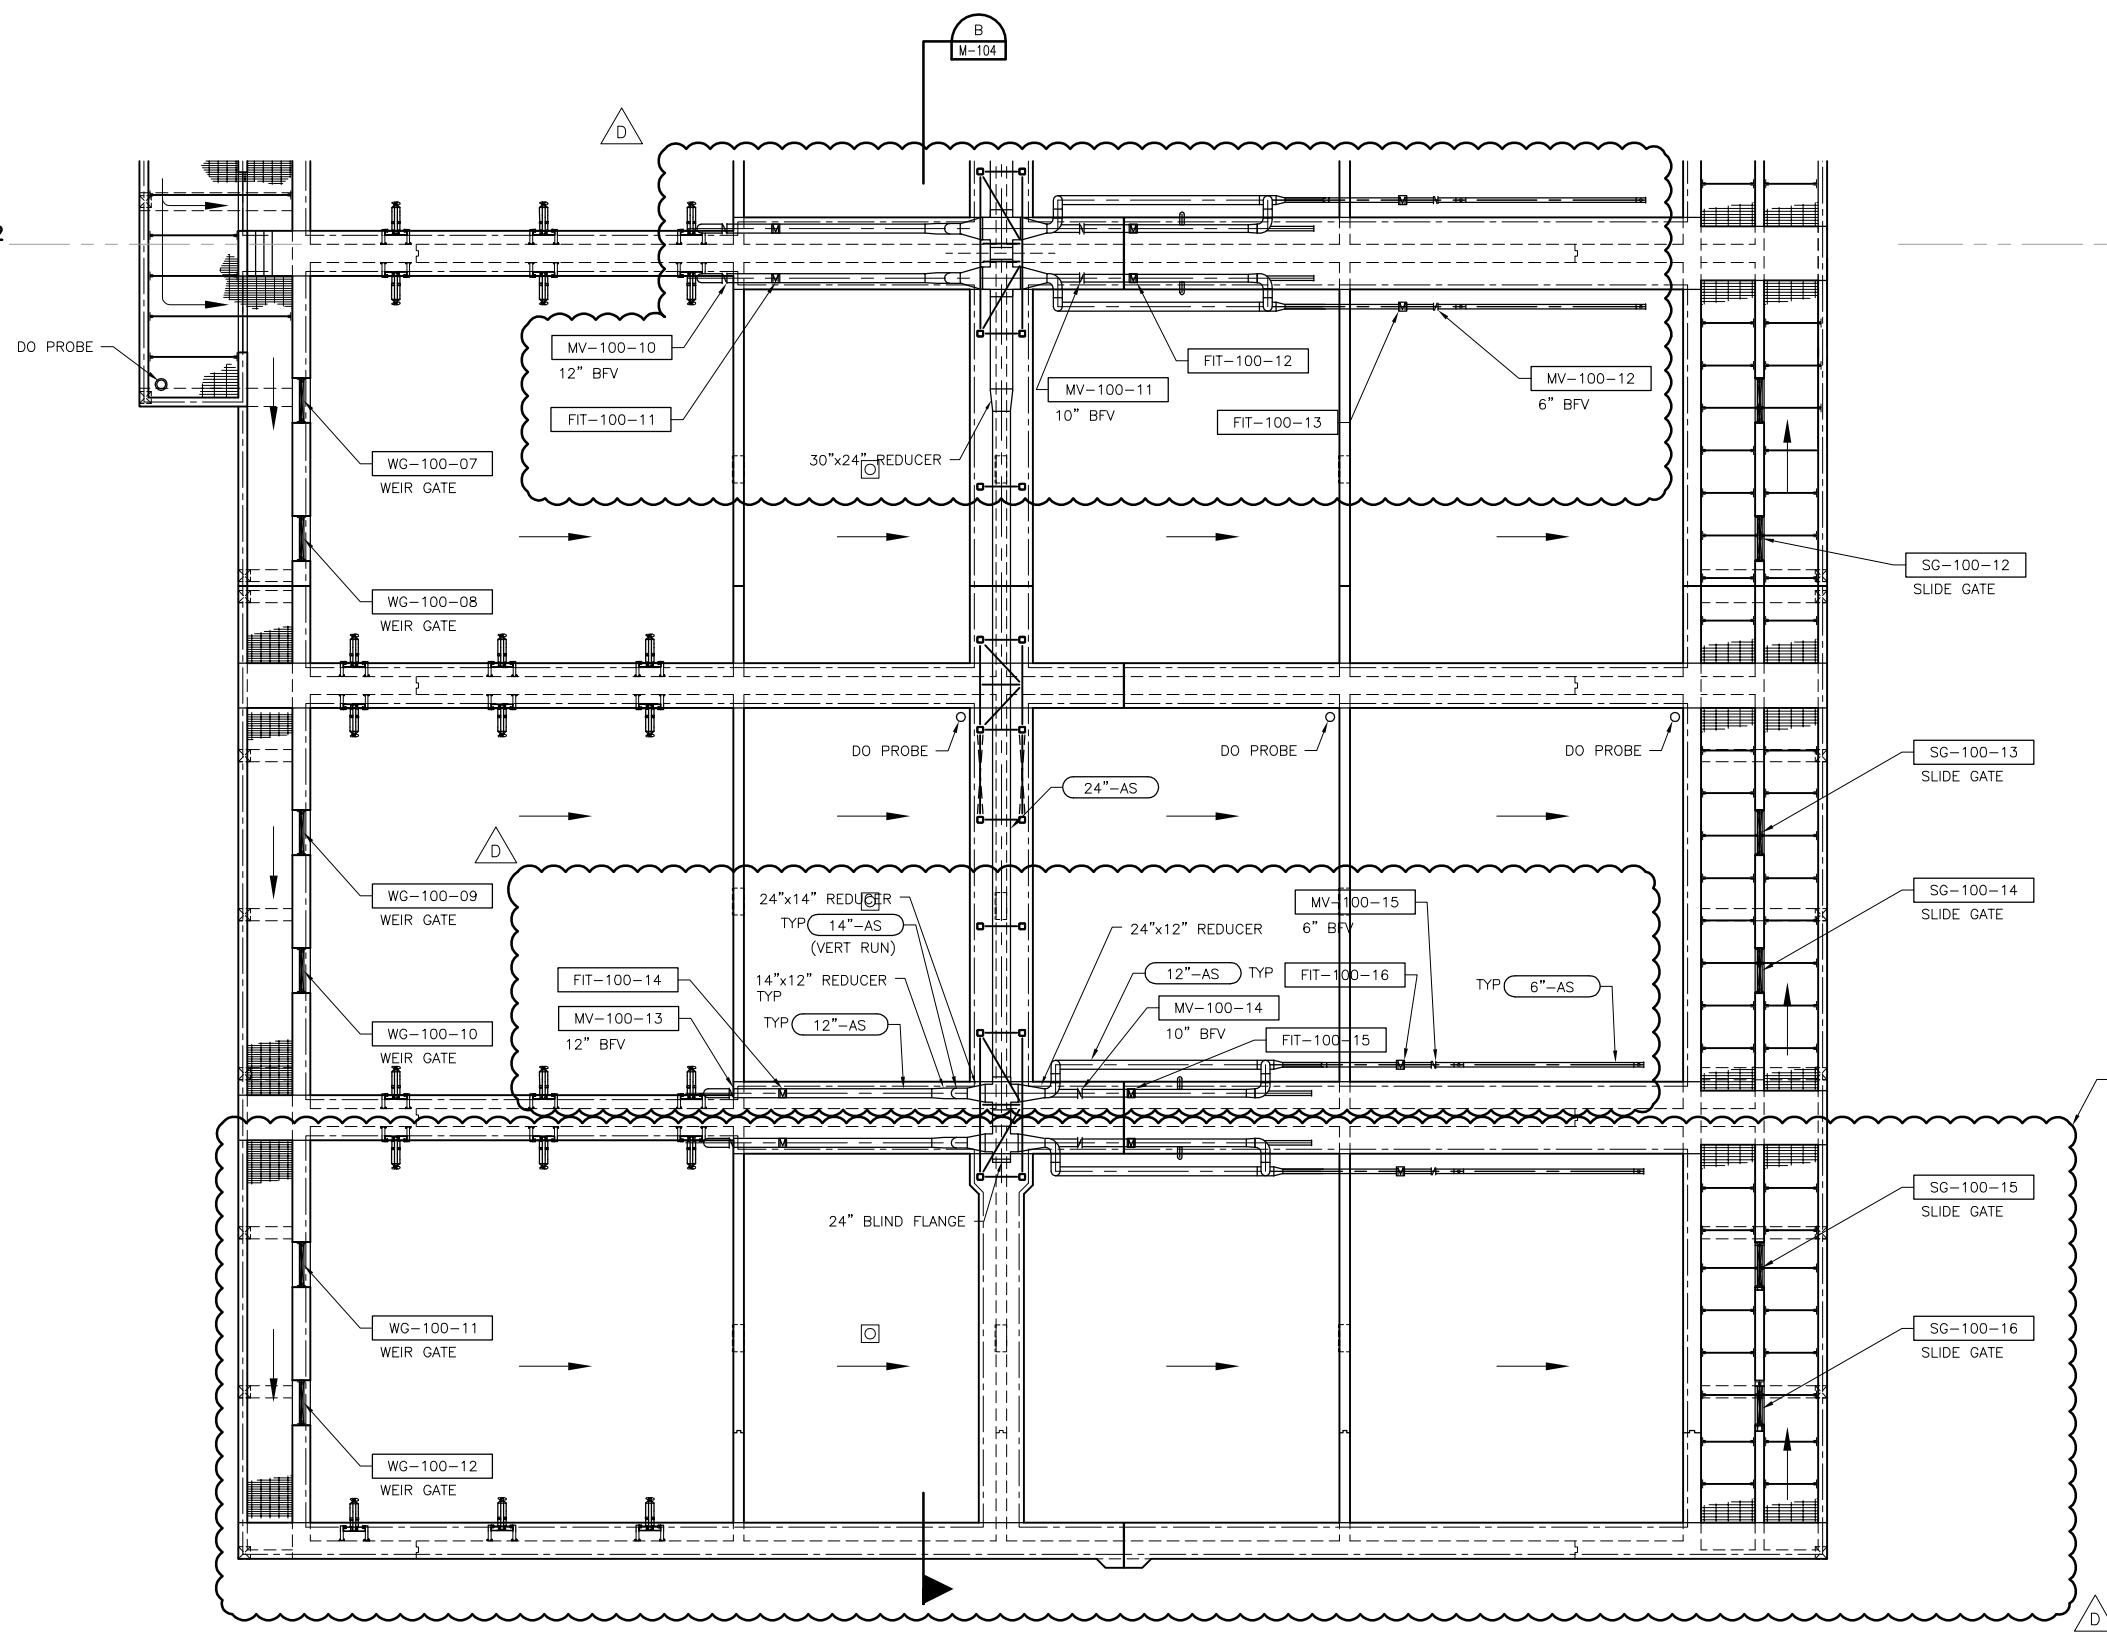 B
M-104
D
2
DO PROBE
MV-100-10
12" BFV
FIT-100-11
FIT-100-12
MV-100-11
10" BFV
MV-100-12
6" BFV
FIT-100-13
30"x24" REDUCER
WG-100-07
WEIR GATE
WG-100-08
WEIR GATE
SG-100-12
SLIDE GATE
DO PROBE
DO PROBE
DO PROBE
SG-100-13
SLIDE GATE
24"-AS
D
WG-100-09
WEIR GATE
24"x14" REDUCER
TYP 14"-AS
(VERT RUN)
MV-100-15
6" BFV
SG-100-14
SLIDE GATE
24"x12" REDUCER
FIT-100-14
14"x12" REDUCER
TYP
12"-AS TYP
FIT-100-16
TYP 6"-AS
MV-100-13
12" BFV
TYP 12"-AS
MV-100-14
10" BFV
FIT-100-15
WG-100-10
WEIR GATE
SG-100-15
SLIDE GATE
24" BLIND FLANGE
WG-100-11
WEIR GATE
SG-100-16
SLIDE GATE
WG-100-12
WEIR GATE
D